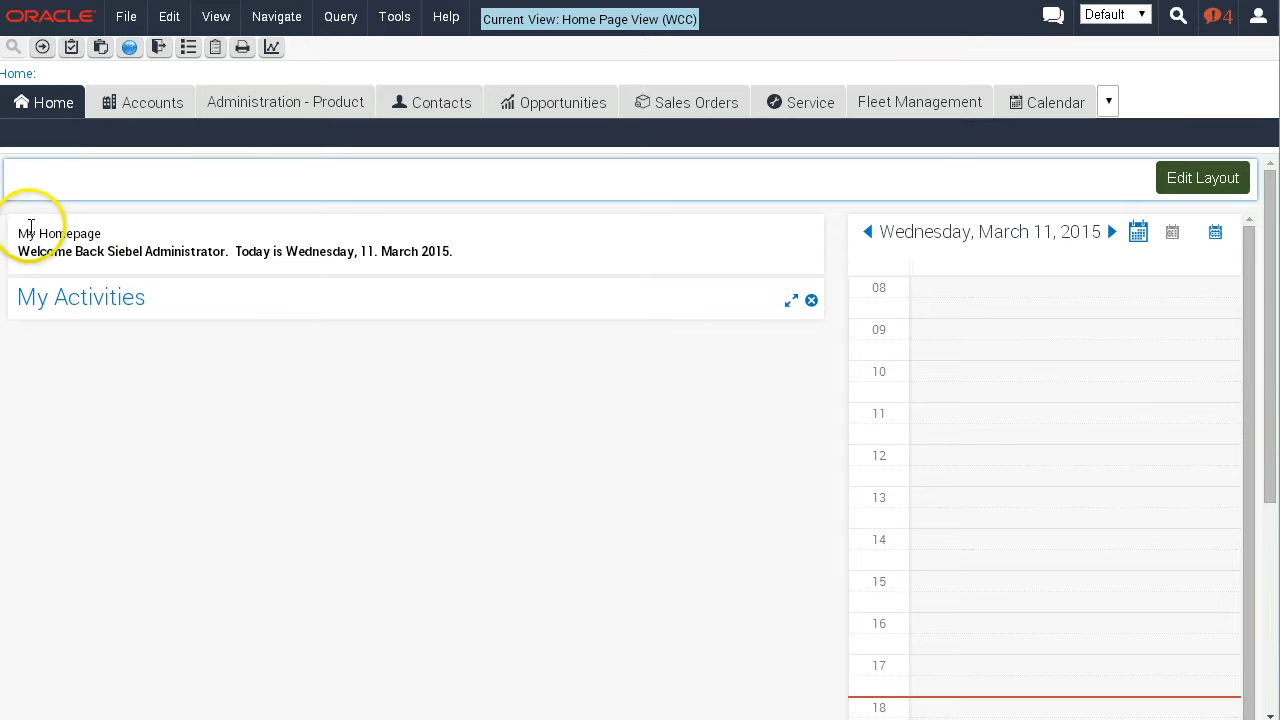 ORACLE File Edit View Navigate Query Tools Help Current View: Home Page View (WCC) Default 4
Home:
Home Accounts Administration - Product Contacts Opportunities Sales Orders Service Fleet Management Calendar
Edit Layout
My Homepage
Welcome Back Siebel Administrator. Today is Wednesday, 11. March 2015.
My Activities
Wednesday, March 11, 2015
08
09
10
11
12
13
14
15
16
17
18